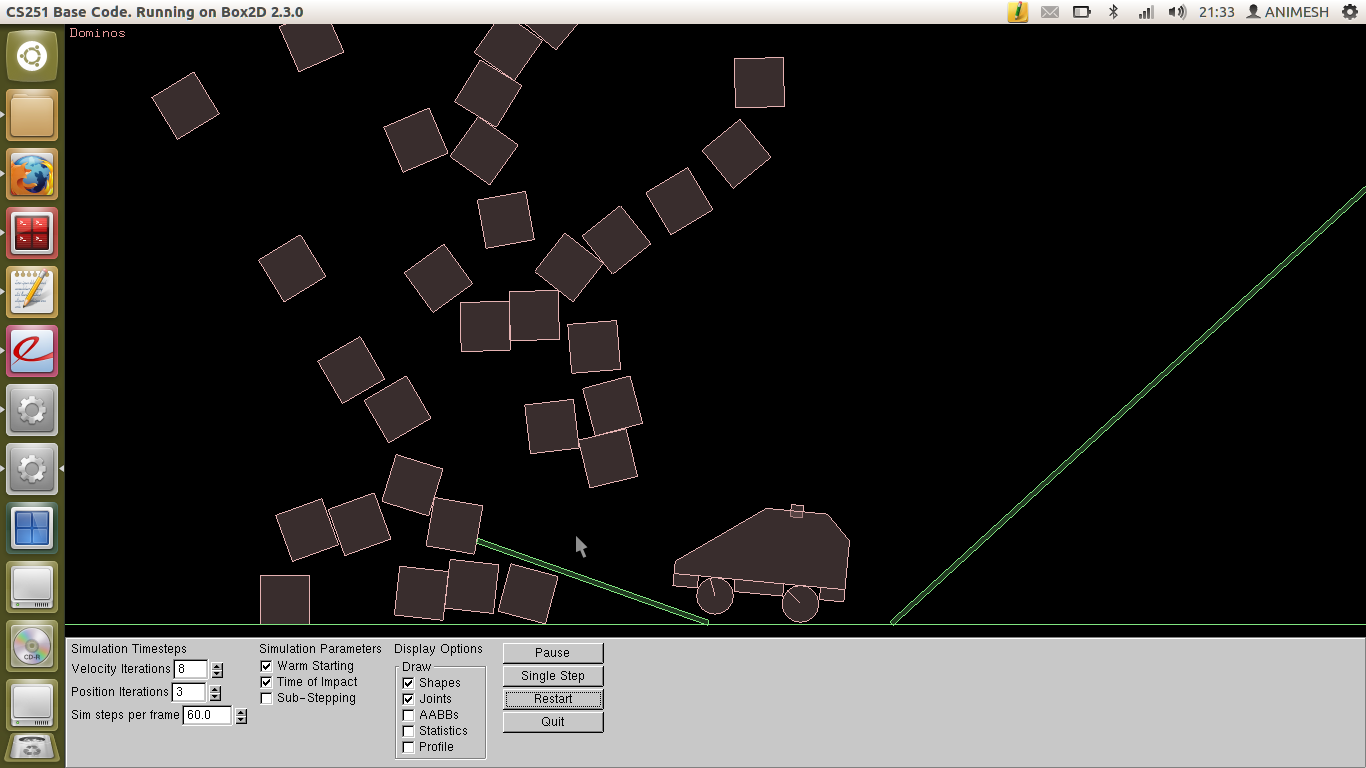 CS251 Base Code. Running on Box2D 2.3.0
21:33 ANIMESH
Dominos
Simulation Timesteps
Velocity Iterations 8
Position Iterations 3
Sim steps per frame 60.0
Simulation Parameters
Warm Starting
Time of Impact
Sub-Stepping
Display Options
Draw
Shapes
Joints
AABBs
Statistics
Profile
Pause
Single Step
Restart
Quit
CD-R